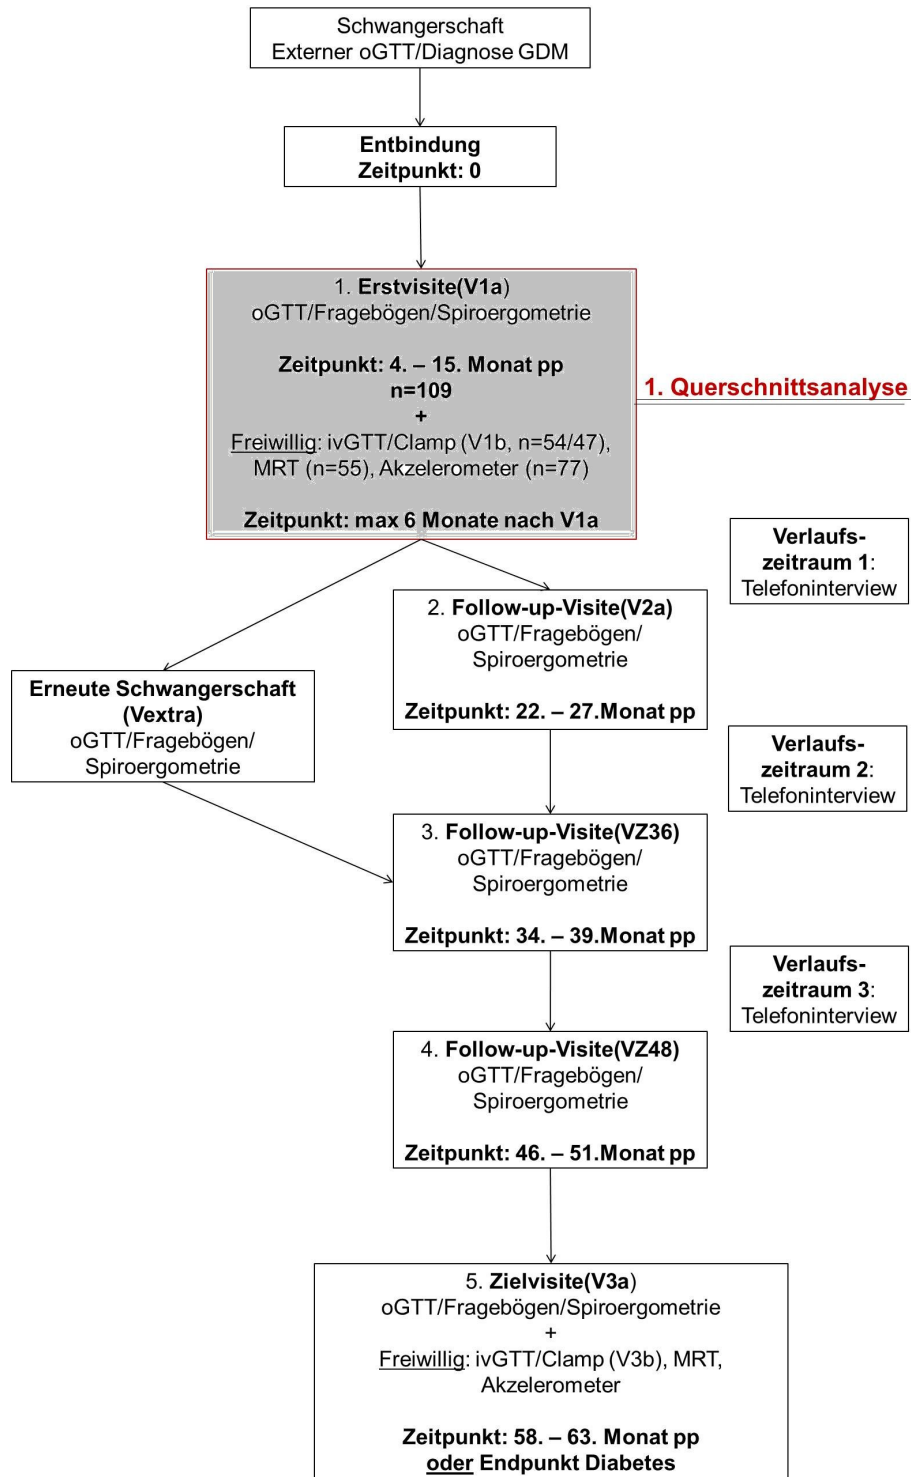 Schwangerschaft
Externer oGTT/Diagnose GDM
Entbindung
Zeitpunkt: 0
1. Erstvisite(V1a)
oGTT/Fragebögen/Spiroergometrie
Zeitpunkt: 4. – 15. Monat pp
n=109
+
Freiwillig: ivGTT/Clamp (V1b, n=54/47),
MRT (n=55), Akzelerometer (n=77)
Zeitpunkt: max 6 Monate nach V1a
1. Querschnittsanalyse
Verlaufs-
zeitraum 1:
Telefoninterview
2. Follow-up-Visite(V2a)
oGTT/Fragebögen/
Spiroergometrie
Zeitpunkt: 22. – 27.Monat pp
Erneute Schwangerschaft
(Vextra)
oGTT/Fragebögen/
Spiroergometrie
Verlaufs-
zeitraum 2:
Telefoninterview
3. Follow-up-Visite(VZ36)
oGTT/Fragebögen/
Spiroergometrie
Zeitpunkt: 34. – 39.Monat pp
Verlaufs-
zeitraum 3:
Telefoninterview
4. Follow-up-Visite(VZ48)
oGTT/Fragebögen/
Spiroergometrie
Zeitpunkt: 46. – 51.Monat pp
5. Zielvisite(V3a)
oGTT/Fragebögen/Spiroergometrie
+
Freiwillig: ivGTT/Clamp (V3b), MRT,
Akzelerometer
Zeitpunkt: 58. – 63. Monat pp
oder Endpunkt Diabetes